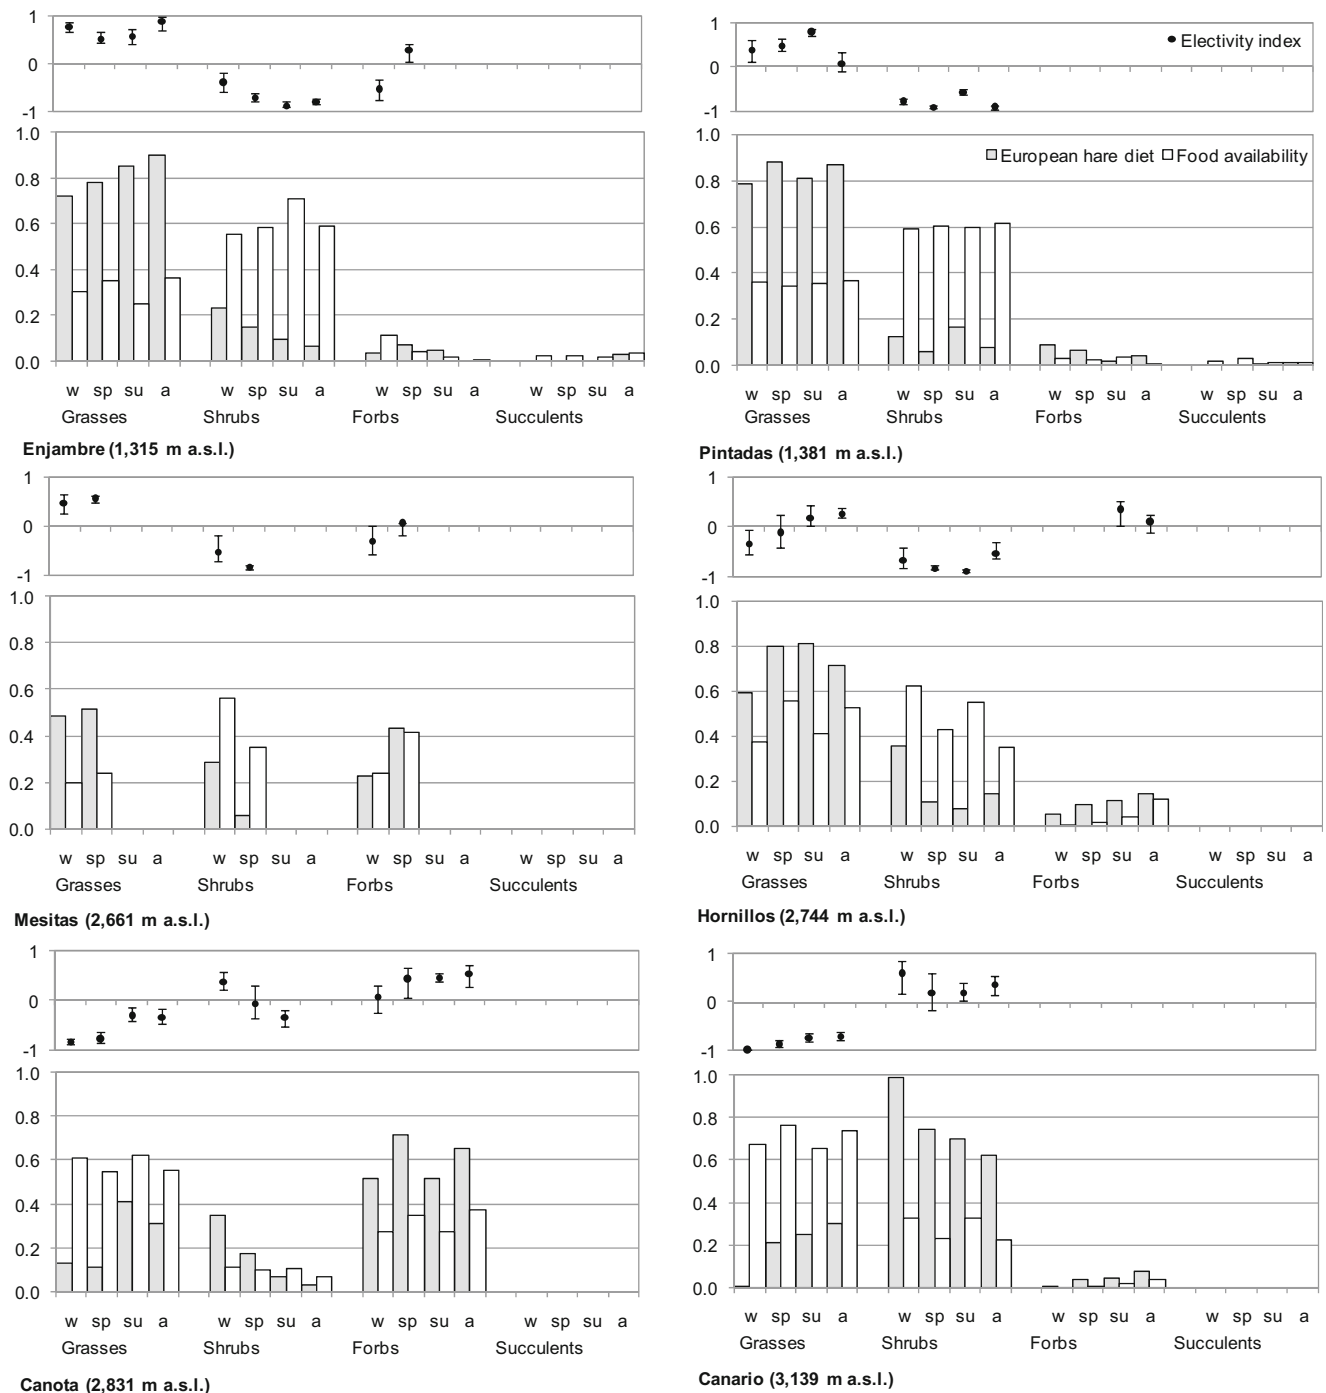 1
0
-1
1.0
0.8
0.6
0.4
0.2
0.0
w sp su a w sp su a w sp su a w sp su a
Grasses Shrubs Forbs Succulents
Enjambre (1,315 m a.s.l.)
1
0
-1
Electivity index
1.0
0.8
0.6
0.4
0.2
0.0
European hare diet Food availability
w sp su a w sp su a w sp su a w sp su a
Grasses Shrubs Forbs Succulents
Pintadas (1,381 m a.s.l.)
1
0
-1
1.0
0.8
0.6
0.4
0.2
0.0
w sp su a w sp su a w sp su a w sp su a
Grasses Shrubs Forbs Succulents
Mesitas (2,661 m a.s.l.)
1
0
-1
1.0
0.8
0.6
0.4
0.2
0.0
w sp su a w sp su a w sp su a w sp su a
Grasses Shrubs Forbs Succulents
Hornillos (2,744 m a.s.l.)
1
0
-1
1.0
0.8
0.6
0.4
0.2
0.0
w sp su a w sp su a w sp su a w sp su a
Grasses Shrubs Forbs Succulents
Canota (2,831 m a.s.l.)
1
0
-1
1.0
0.8
0.6
0.4
0.2
0.0
w sp su a w sp su a w sp su a w sp su a
Grasses Shrubs Forbs Succulents
Canario (3,139 m a.s.l.)